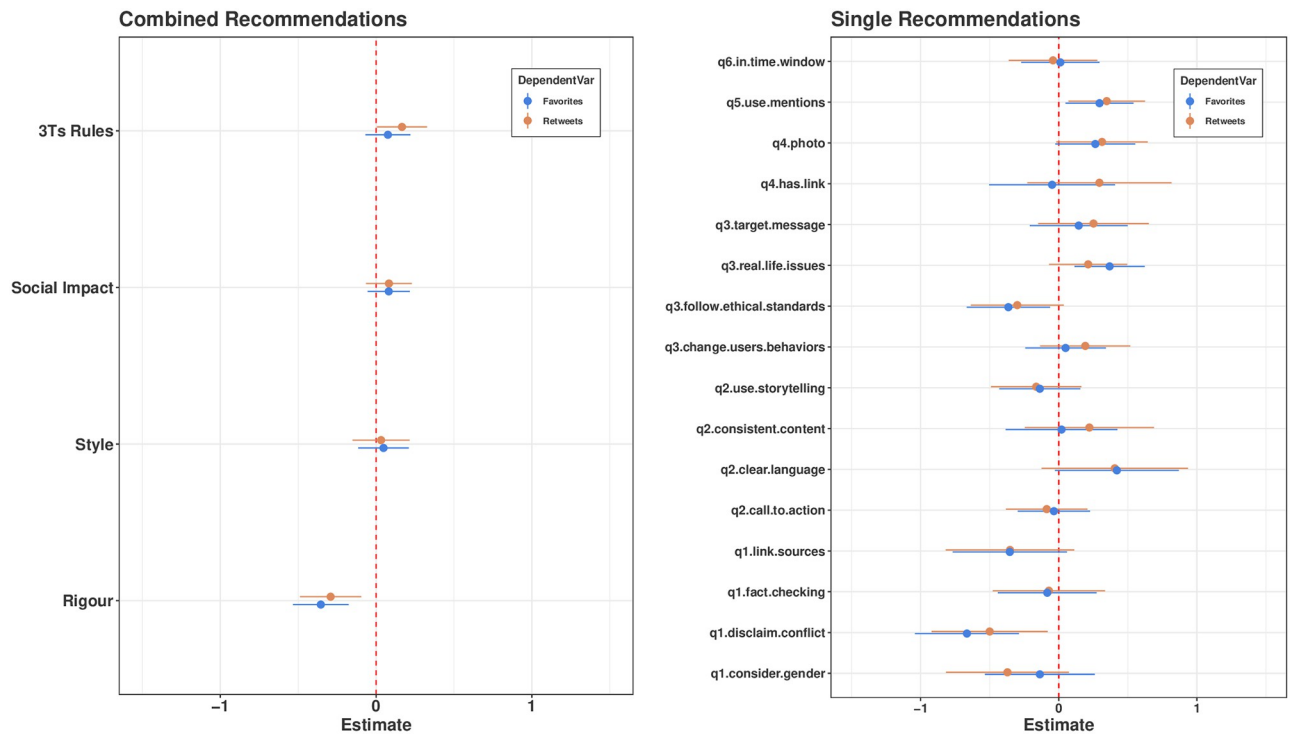 Combined Recommendations
DependentVar
Favorites
Retweets
3Ts Rules
Social Impact
Style
Rigour
−1
0
1
Estimate
Single Recommendations
DependentVar
Favorites
Retweets
q6.in.time.window
q5.use.mentions
q4.photo
q4.has.link
q3.target.message
q3.real.life.issues
q3.follow.ethical.standards
q3.change.users.behaviors
q2.use.storytelling
q2.consistent.content
q2.clear.language
q2.call.to.action
q1.link.sources
q1.fact.checking
q1.disclaim.conflict
q1.consider.gender
−1
0
1
Estimate